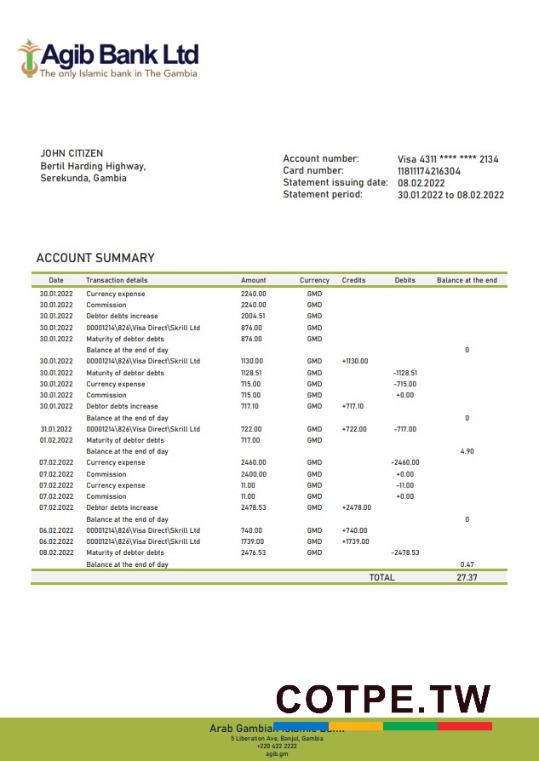 Agib Bank Ltd
The only Islamic bank in The Gambia
JOHN CITIZEN
Bertil Harding Highway,
Serekunda, Gambia
Account number: Visa 4311 **** **** 2134
Card number: 11811174216304
Statement issuing date: 08.02.2022
Statement period: 30.01.2022 to 08.02.2022
ACCOUNT SUMMARY
Date Transaction details Amount Currency Credits Debits Balance at the end
30.01.2022 Currency expense 2240.00 GMD
30.01.2022 Commission 2240.00 GMD
30.01.2022 Debtor debts increase 2004.51 GMD
30.01.2022 00001214\826\Visa Direct\Skrill Ltd 876.00 GMD
30.01.2022 Maturity of debtor debts 876.00 GMD
Balance at the end of day 0
30.01.2022 00001214\826\Visa Direct\Skrill Ltd 1130.00 GMD +1130.00
30.01.2022 Maturity of debtor debts 1128.51 GMD -1128.51
30.01.2022 Currency expense 715.00 GMD -715.00
30.01.2022 Commission 715.00 GMD +0.00
30.01.2022 Debtor debts increase 717.10 GMD +717.10
Balance at the end of day 0
31.01.2022 00001214\826\Visa Direct\Skrill Ltd 722.00 GMD +722.00 -717.00
01.02.2022 Maturity of debtor debts 717.00 GMD
Balance at the end of day 4.90
07.02.2022 Currency expense 2460.00 GMD -2460.00
07.02.2022 Commission 2400.00 GMD +0.00
07.02.2022 Currency expense 11.00 GMD -11.00
07.02.2022 Commission 11.00 GMD +0.00
07.02.2022 Debtor debts increase 2478.53 GMD +2478.00
Balance at the end of day 0
06.02.2022 00001214\826\Visa Direct\Skrill Ltd 740.00 GMD +740.00
06.02.2022 00001214\826\Visa Direct\Skrill Ltd 1739.00 GMD +1739.00
08.02.2022 Maturity of debtor debts 2476.53 GMD -2478.53
Balance at the end of day 0.47
TOTAL 27.37
COTPE.TW
Arab Gambian Islamic Bank
5 Liberation Ave, Banjul, Gambia
+220 422 2222
agib.gm